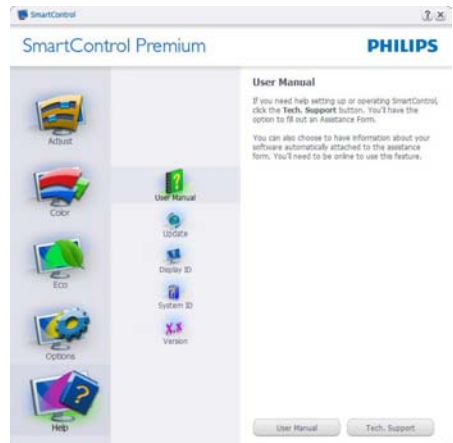 SmartControl
SmartControl Premium
PHILIPS
Adjust
Color
Eco
Options
Help
User Manual
Update
Display ID
System ID
X.x
Version
User Manual
If you need help setting up or operating SmartControl,
click the Tech. Support button. You'll have the
option to fill out an Assistance Form.
You can also choose to have information about your
software automatically attached to the assistance
form. You'll need to be online to use the feature.
User Manual
Tech. Support